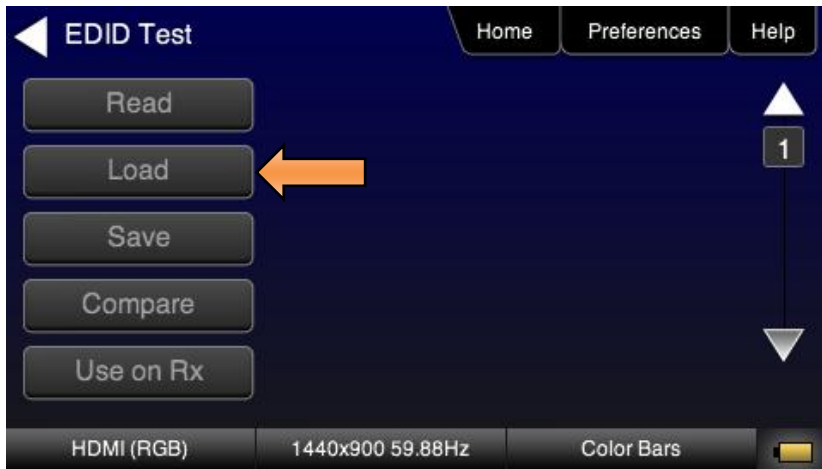 EDID Test
Home
Preferences
Help
Read
Load
1
Save
Compare
Use on Rx
HDMI (RGB)
1440x900 59.88Hz
Color Bars